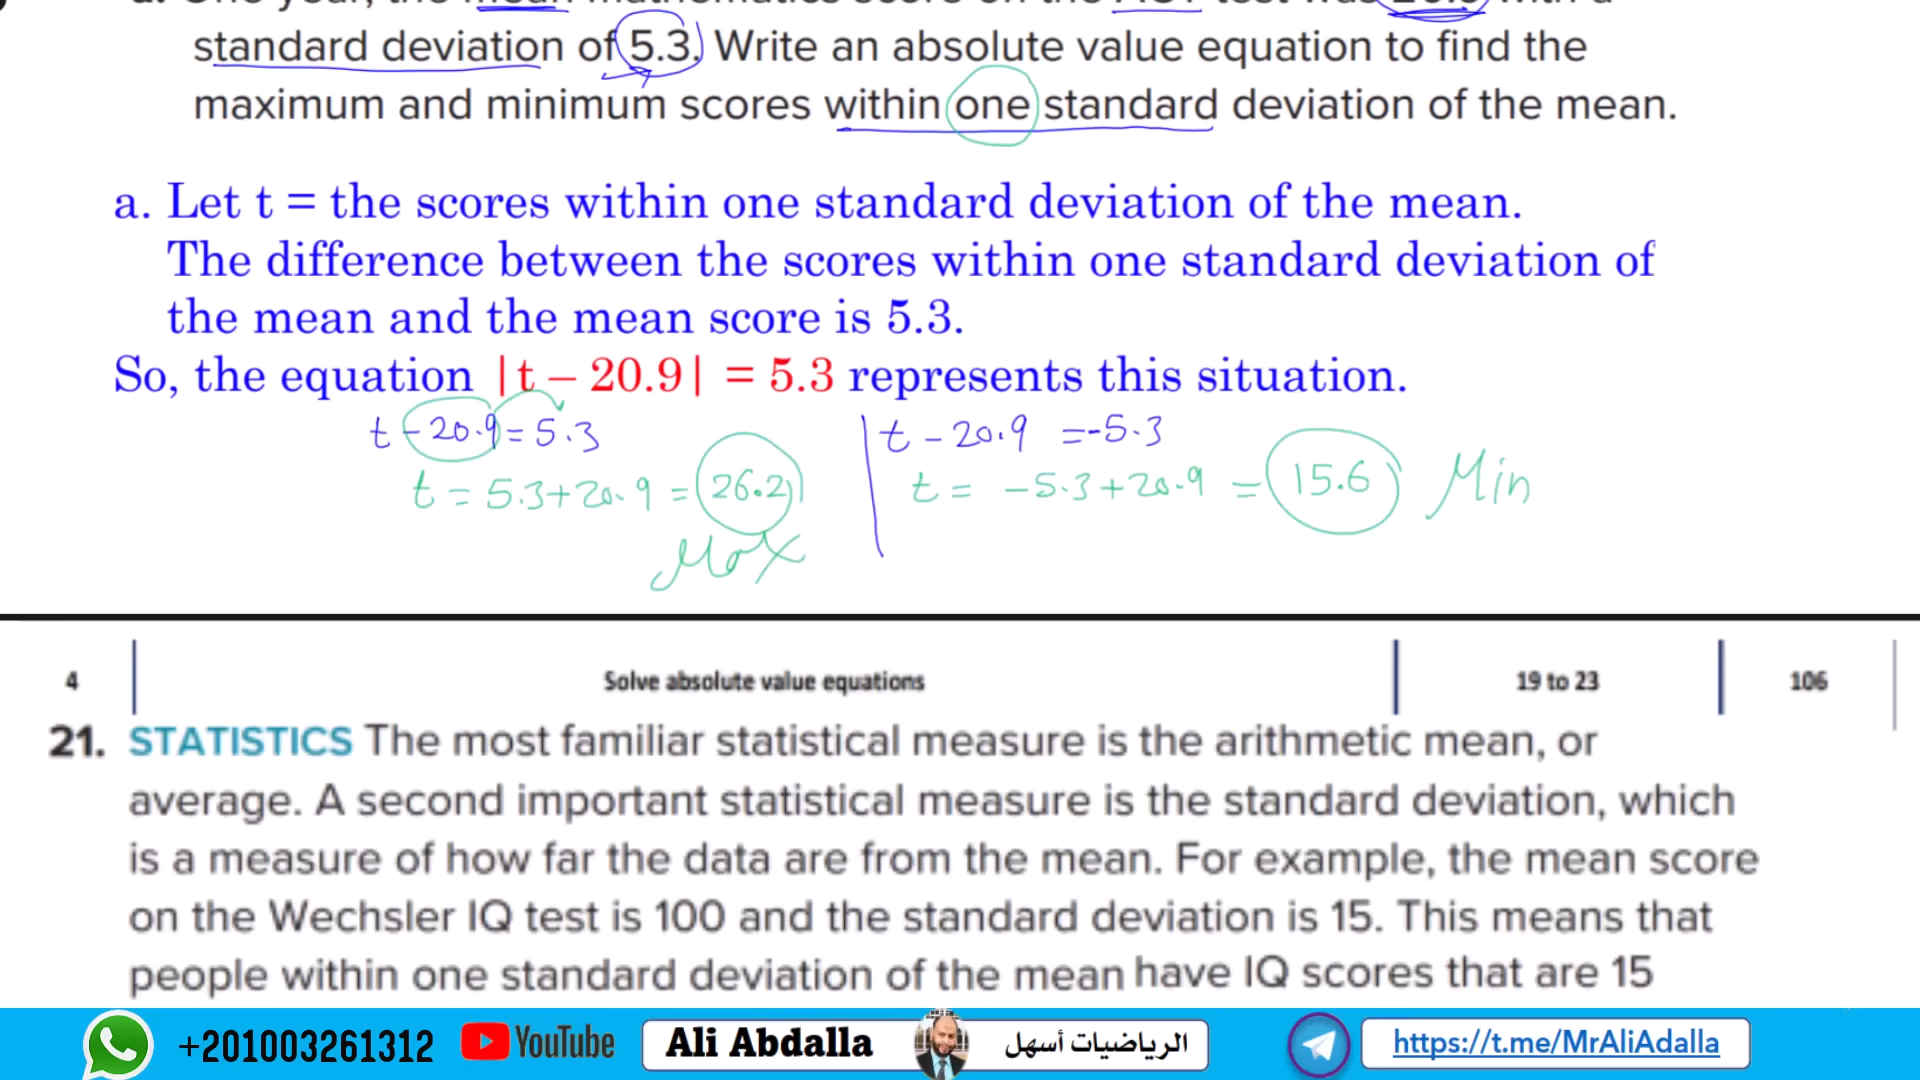 standard deviation of 5.3. Write an absolute value equation to find the
maximum and minimum scores within one standard deviation of the mean.
a. Let t = the scores within one standard deviation of the mean.
The difference between the scores within one standard deviation of
the mean and the mean score is 5.3.
So, the equation |t – 20.9| = 5.3 represents this situation.
t - 20.9 = 5.3
t - 20.9 = -5.3
t = 5.3 + 20.9 = 26.2
t = -5.3 + 20.9 = 15.6 Min
Max
4 Solve absolute value equations 19 to 23 106
21. STATISTICS The most familiar statistical measure is the arithmetic mean, or
average. A second important statistical measure is the standard deviation, which
is a measure of how far the data are from the mean. For example, the mean score
on the Wechsler IQ test is 100 and the standard deviation is 15. This means that
people within one standard deviation of the mean have IQ scores that are 15
+201003261312 YouTube Ali Abdalla الرياضيات أسهل https://t.me/MrAliAdalla